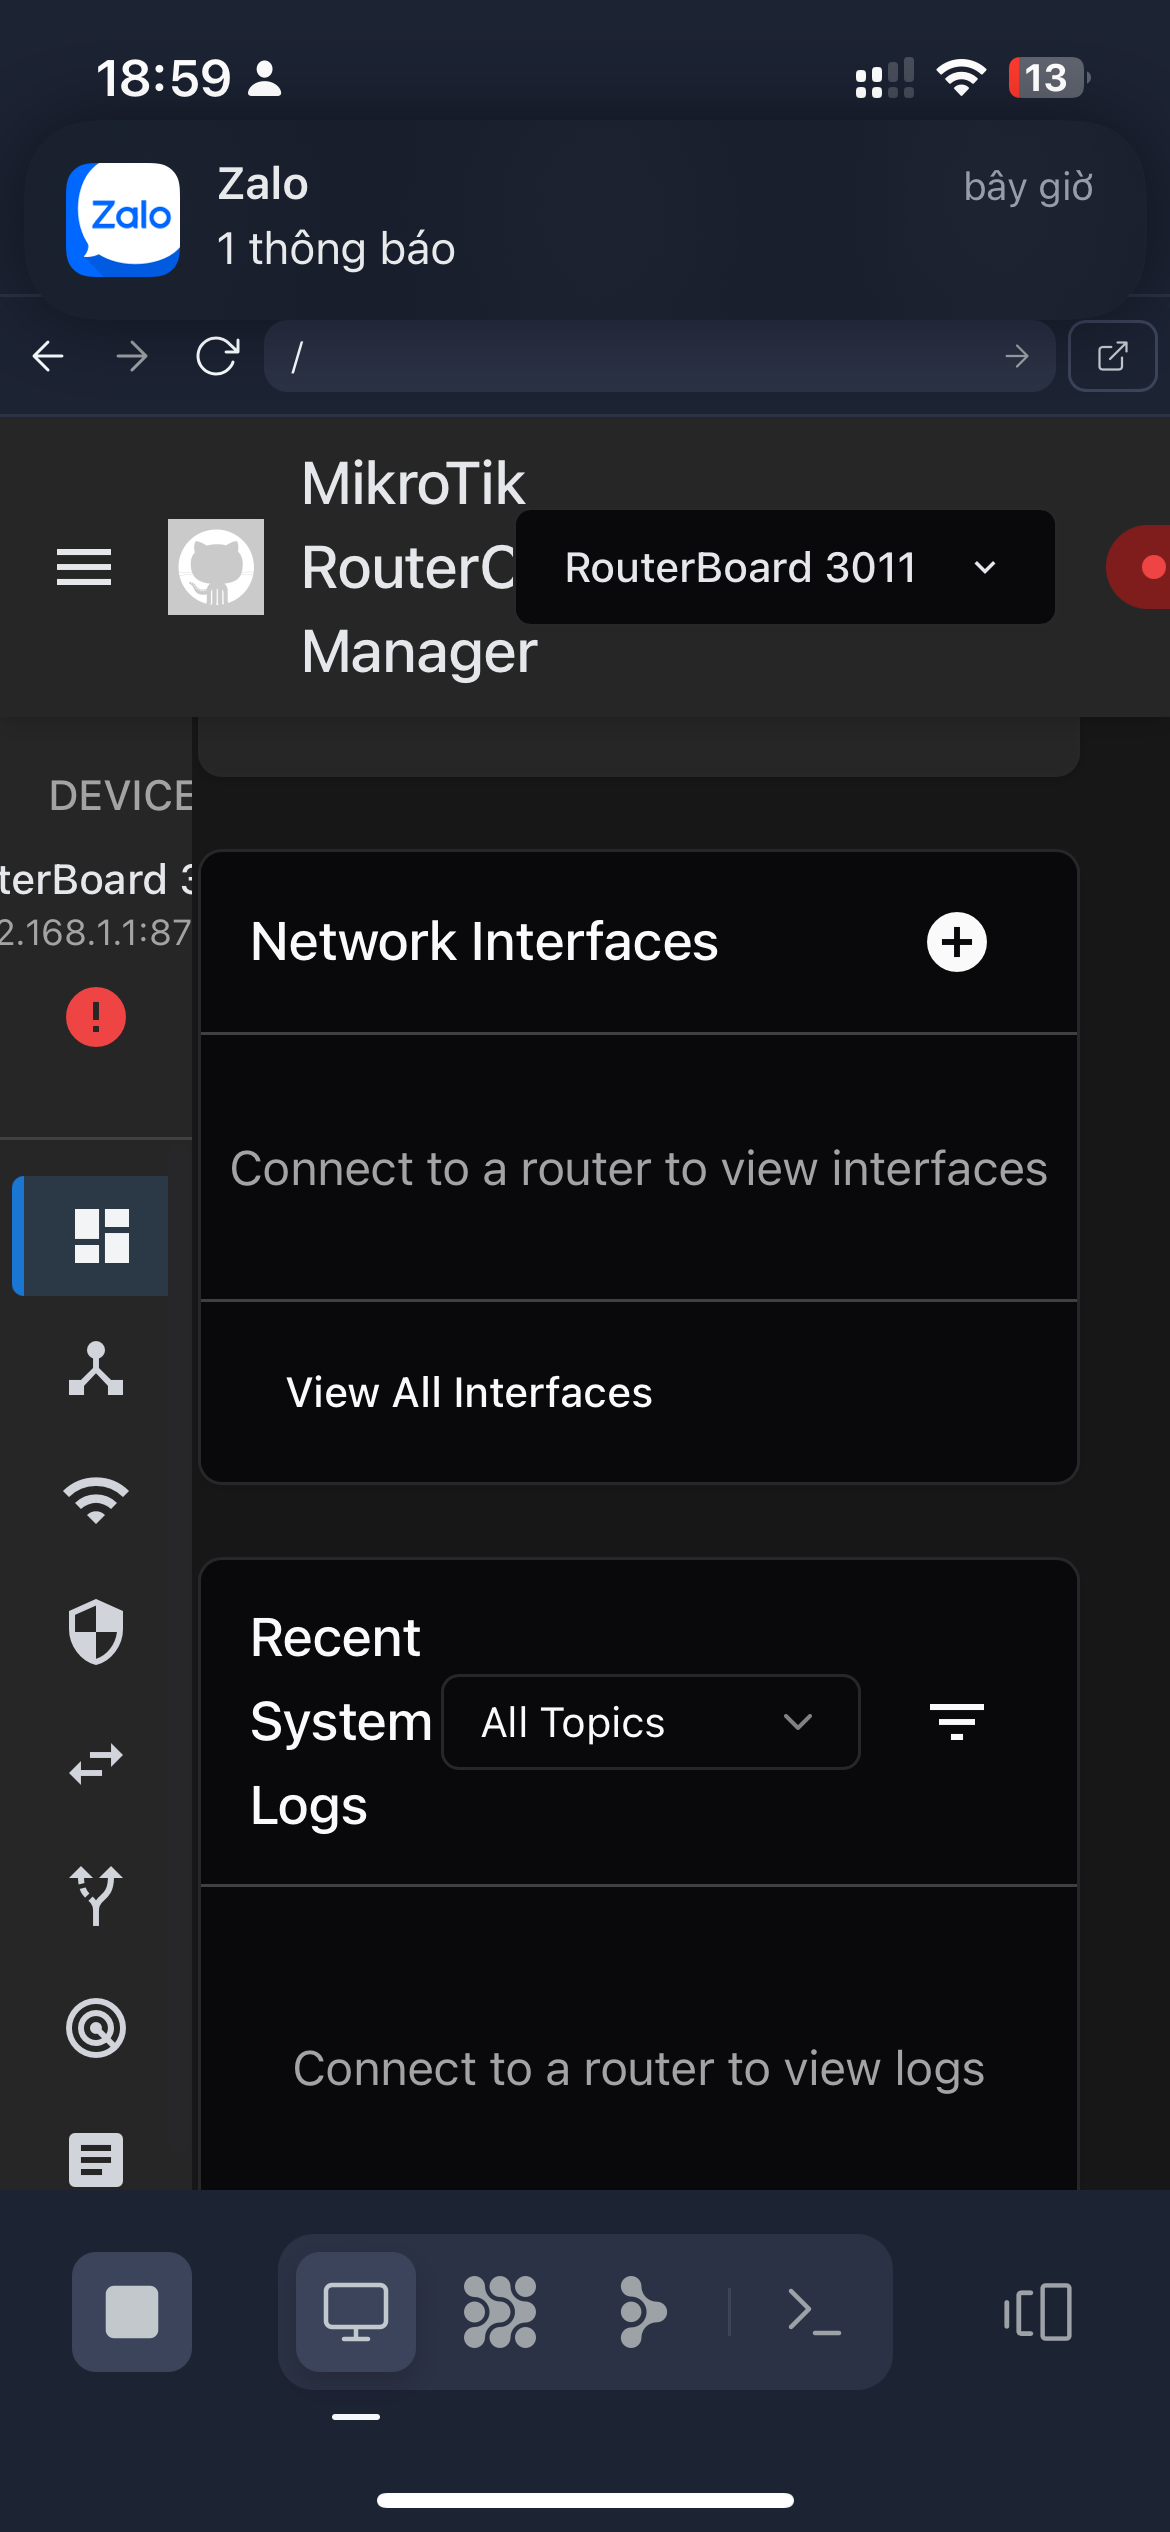 18:59
13
Zalo
Zalo
bây giờ
1 thông báo
/
MikroTik
RouterO
Manager
RouterBoard 3011
DEVICE
terBoard 3
2.168.1.1:87
Network Interfaces
Connect to a router to view interfaces
View All Interfaces
Recent
System
Logs
All Topics
Connect to a router to view logs